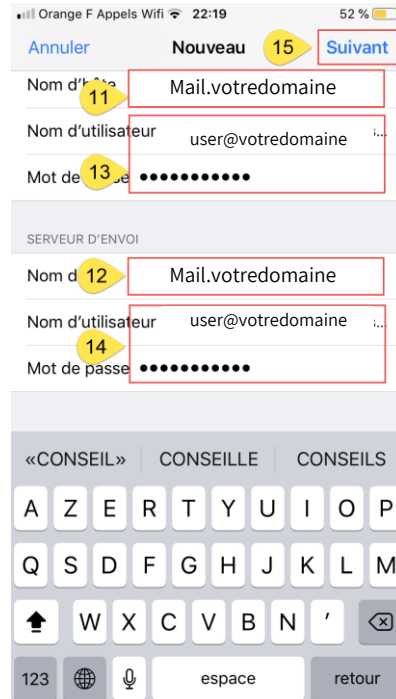 Orange F Appels Wifi 22:19 52 %
Annuler Nouveau 15 Suivant
Nom d'hôte 11 Mail.votredomaine
Nom d'utilisateur user@votredomaine ...
Mot de 13 se ●●●●●●●●●●●
SERVEUR D'ENVOI
Nom d 12 Mail.votredomaine
Nom d'utilisateur user@votredomaine ...
14
Mot de passe ●●●●●●●●●●●
«CONSEIL» CONSEILLE CONSEILS
A Z E R T Y U I O P
Q S D F G H J K L M
W X C V B N '
123 espace retour